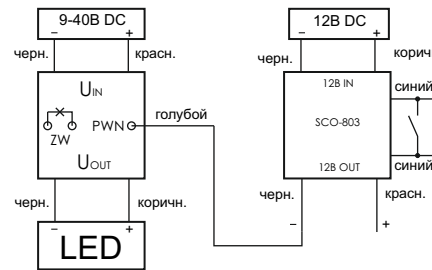 9-40В DC
12В DC
− +
− +
черн. красн.
черн. коричн
UIN
12В IN
синий
голубой
ZW PWN
SCO-803
UOUT
12В OUT
синий
черн. коричн.
черн. красн.
− +
− +
LED